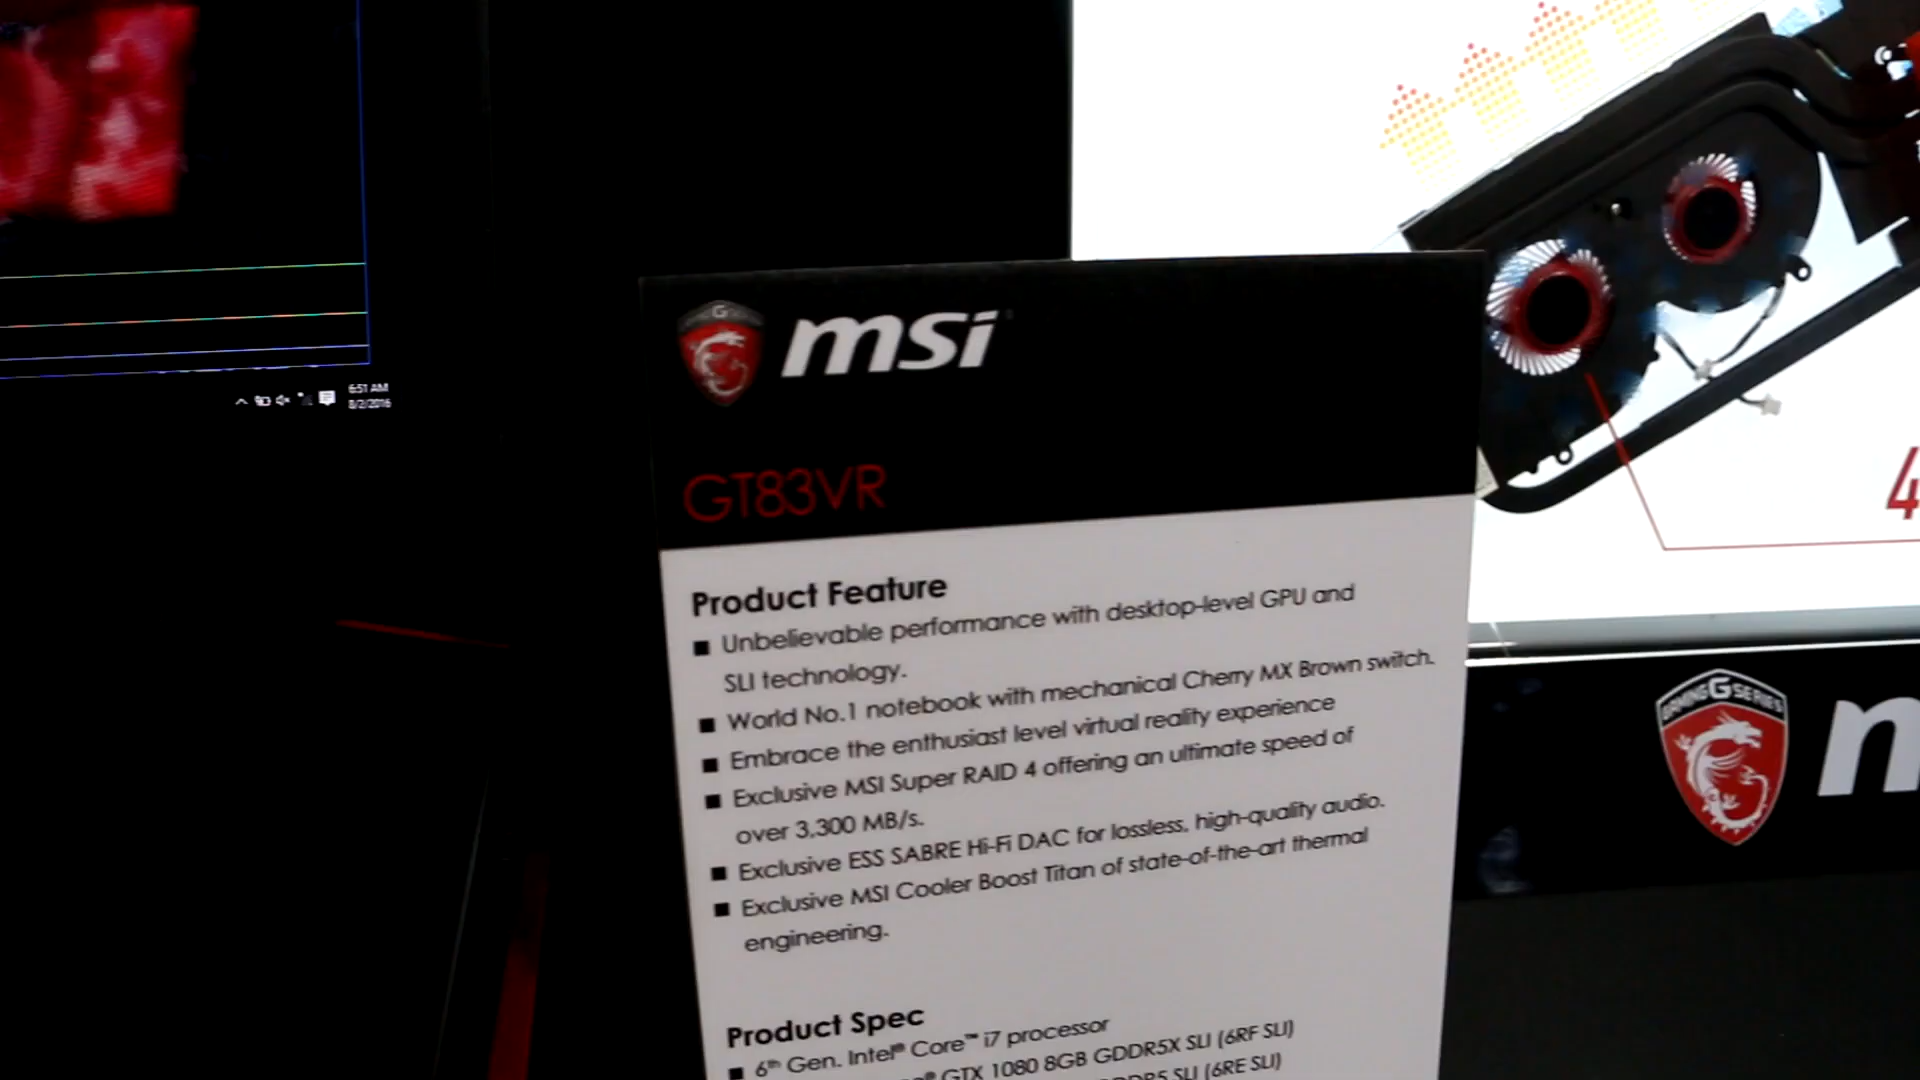 6:51 AM
8/2/2016
msi
GT83VR
Product Feature
■ Unbelievable performance with desktop-level GPU and
SLI technology.
■ World No.1 notebook with mechanical Cherry MX Brown switch.
■ Embrace the enthusiast level virtual reality experience
■ Exclusive MSI Super RAID 4 offering an ultimate speed of
over 3,300 MB/s.
■ Exclusive ESS SABRE Hi-Fi DAC for lossless, high-quality audio.
■ Exclusive MSI Cooler Boost Titan of state-of-the-art thermal
engineering.
Product Spec
■ 6th Gen. Intel® Core™ i7 processor
GTX 1080 8GB GDDR5X SLI (6RF SLI)
SLI (6RE SLI)
4
GAMING G SERIES